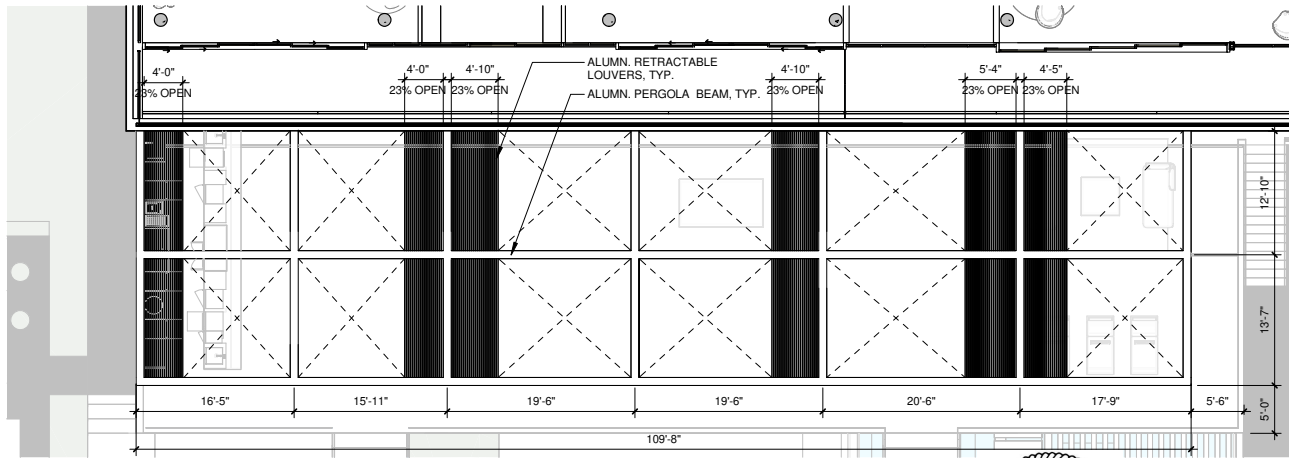 ALUMN. RETRACTABLE
LOUVERS, TYP.
ALUMN. PERGOLA BEAM, TYP.
4'-0"
23% OPEN
4'-0"
23% OPEN
4'-10"
23% OPEN
4'-10"
23% OPEN
5'-4"
23% OPEN
4'-5"
23% OPEN
12'-10"
13'-7"
5'-0"
16'-5"
15'-11"
19'-6"
19'-6"
20'-6"
17'-9"
5'-6"
109'-8"